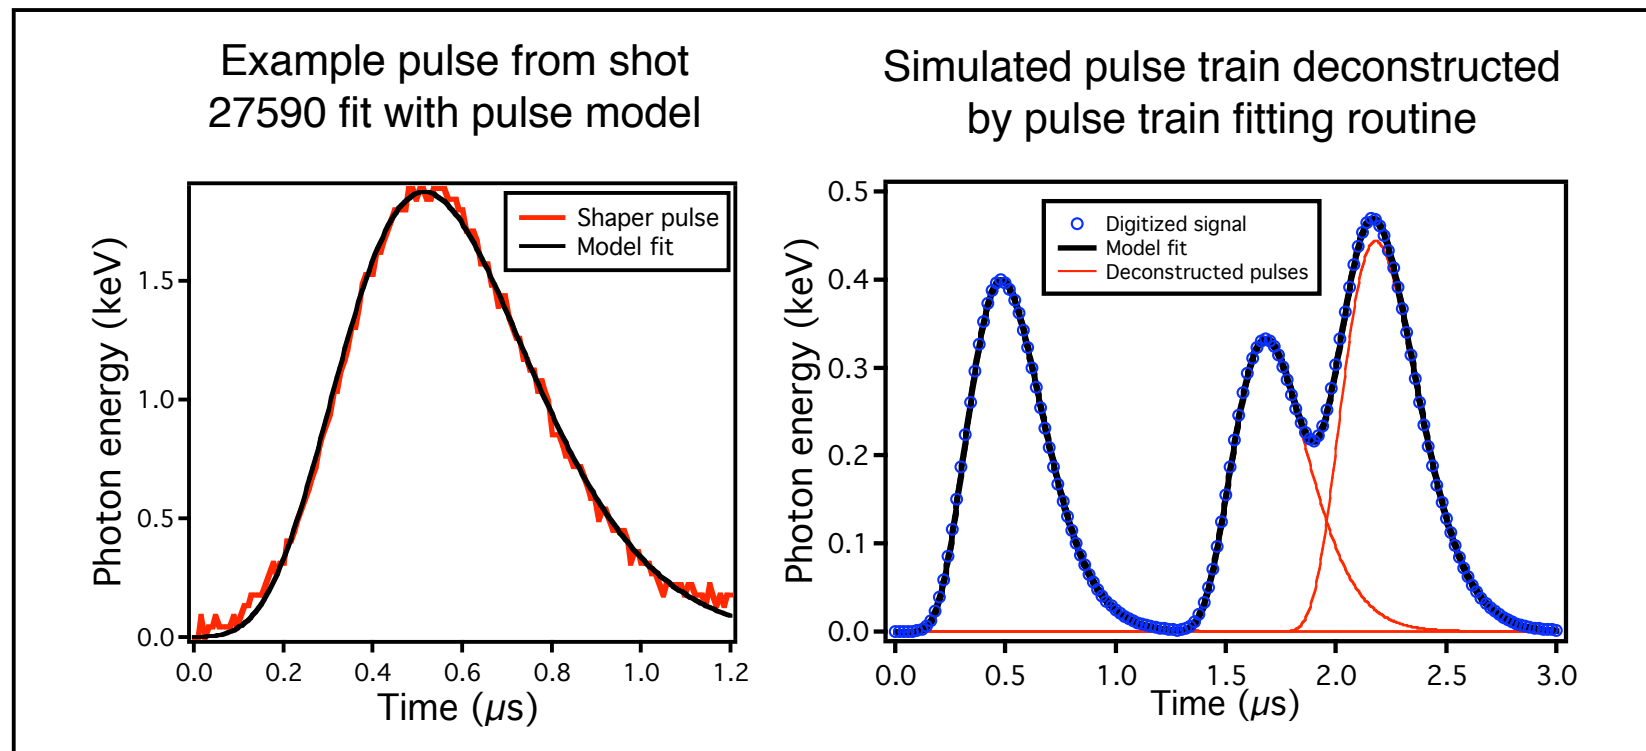 Example pulse from shot
27590 fit with pulse model
Photon energy (keV)
1.5
1.0
0.5
0.0
Shaper pulse
Model fit
0.0 0.2 0.4 0.6 0.8 1.0 1.2
Time (µs)
Simulated pulse train deconstructed
by pulse train fitting routine
Photon energy (keV)
0.5
0.4
0.3
0.2
0.1
0.0
Digitized signal
Model fit
Deconstructed pulses
0.0 0.5 1.0 1.5 2.0 2.5 3.0
Time (µs)